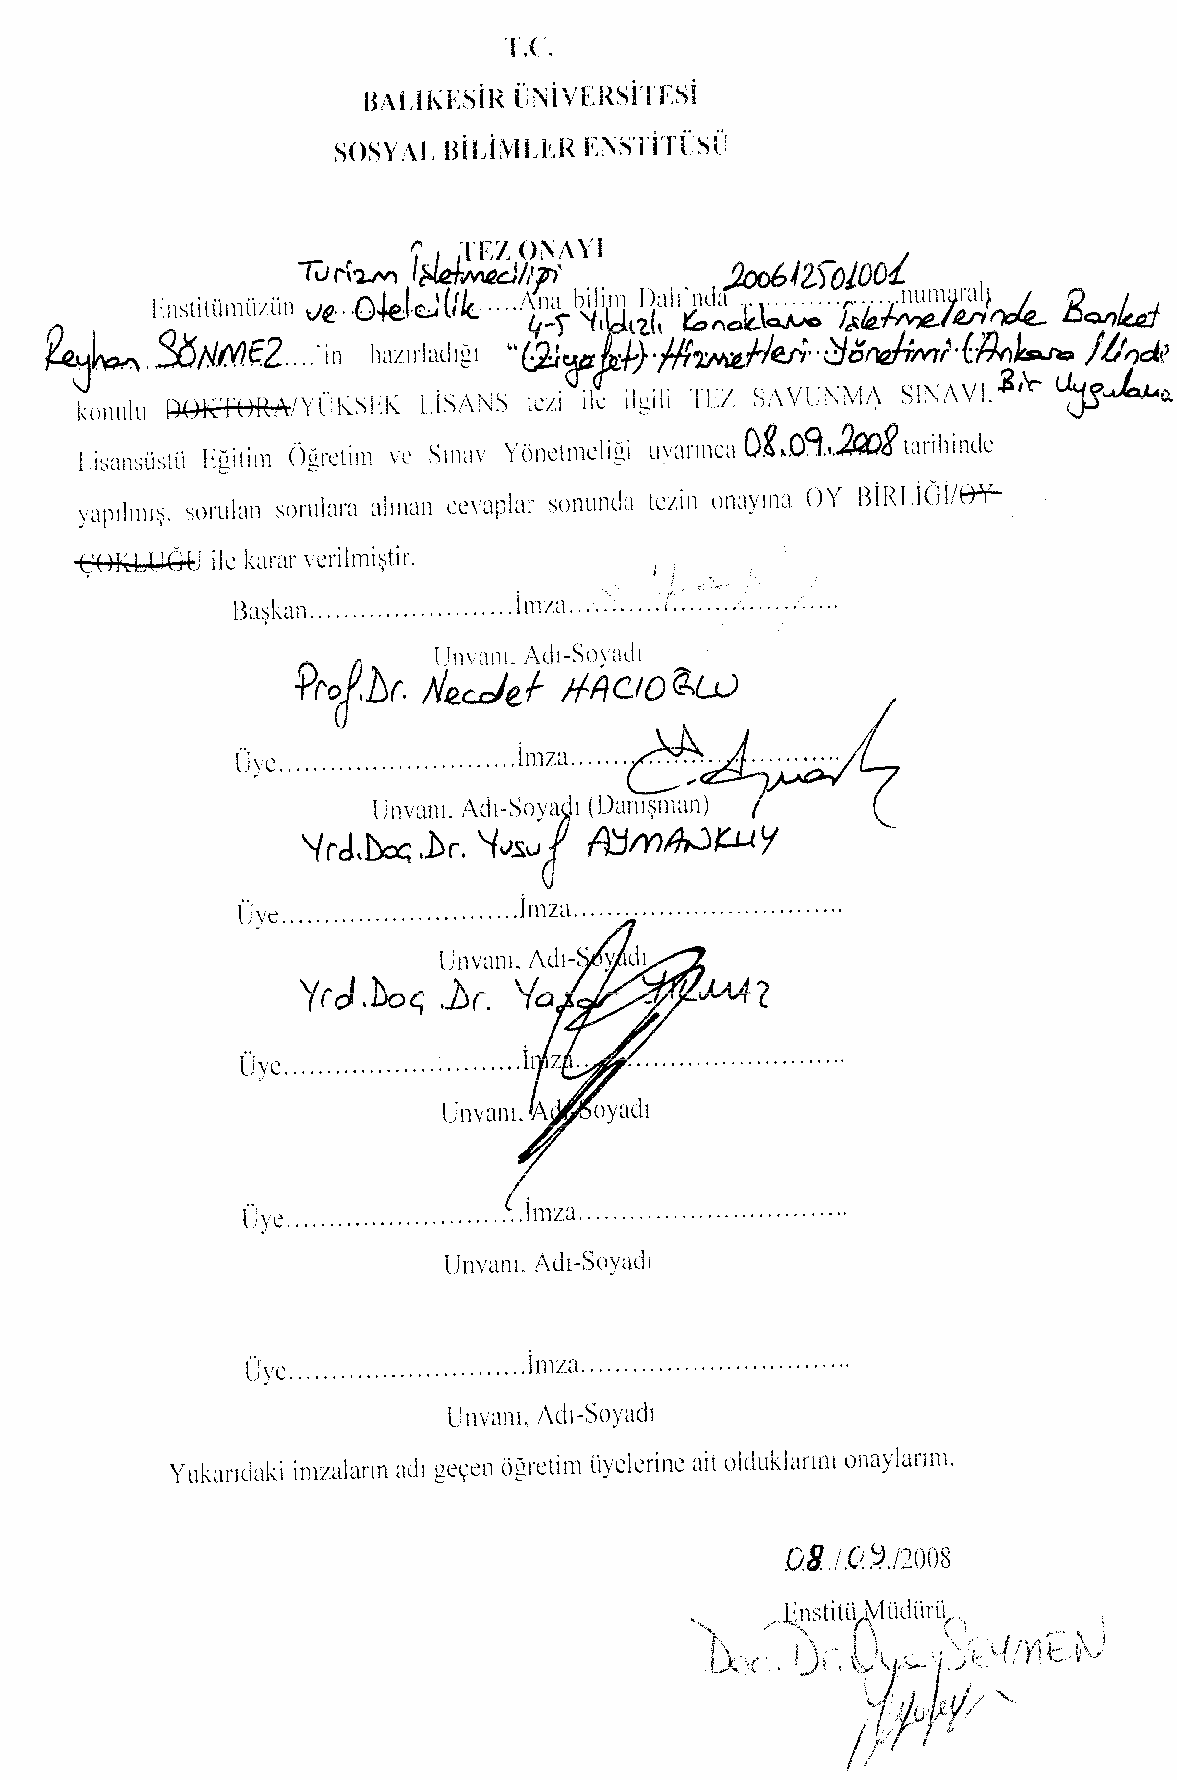 T.C.
BALIKESİR ÜNİVERSİTESİ
SOSYAL BİLİMLER ENSTİTÜSÜ
TEZ ONAYI
Turizm İşletmeciliği
Enstitümüzün ve Otelcilik.....Ana bilim Dalı'nda 200612501001 numaralı
4-5 Yıldızlı Konaklama İşletmelerinde Banket
Reyhan SÖNMEZ....'in hazırladığı "(Ziyafet) Hizmetleri Yönetimi (Ankara İlinde
Bir Uygulama
konulu DOKTORA/YÜKSEK LİSANS tezi ile ilgili TEZ SAVUNMA SINAVI,
Lisansüstü Eğitim Öğretim ve Sınav Yönetmeliği uyarınca 08.09.2008 tarihinde
yapılmış, sorulan sorulara alınan cevaplar sonunda tezin onayına OY BİRLİĞİ/OY
ÇOKLUĞU ile karar verilmiştir.
Başkan........................İmza................................
Unvanı, Adı-Soyadı
Prof.Dr. Necdet HACIOĞLU
Üye............................İmza................................
Unvanı, Adı-Soyadı (Danışman)
Yrd.Doç.Dr. Yusuf AYMANKUY
Üye............................İmza................................
Unvanı, Adı-Soyadı
Yrd.Doç.Dr. Yaşar YILMAZ
Üye............................İmza................................
Unvanı, Adı-Soyadı
Üye............................İmza................................
Unvanı, Adı-Soyadı
Üye............................İmza................................
Unvanı, Adı-Soyadı
Yukarıdaki imzaların adı geçen öğretim üyelerine ait olduklarını onaylarım.
08/09/2008
Enstitü Müdürü
Doç. Dr. Oya SEYMEN